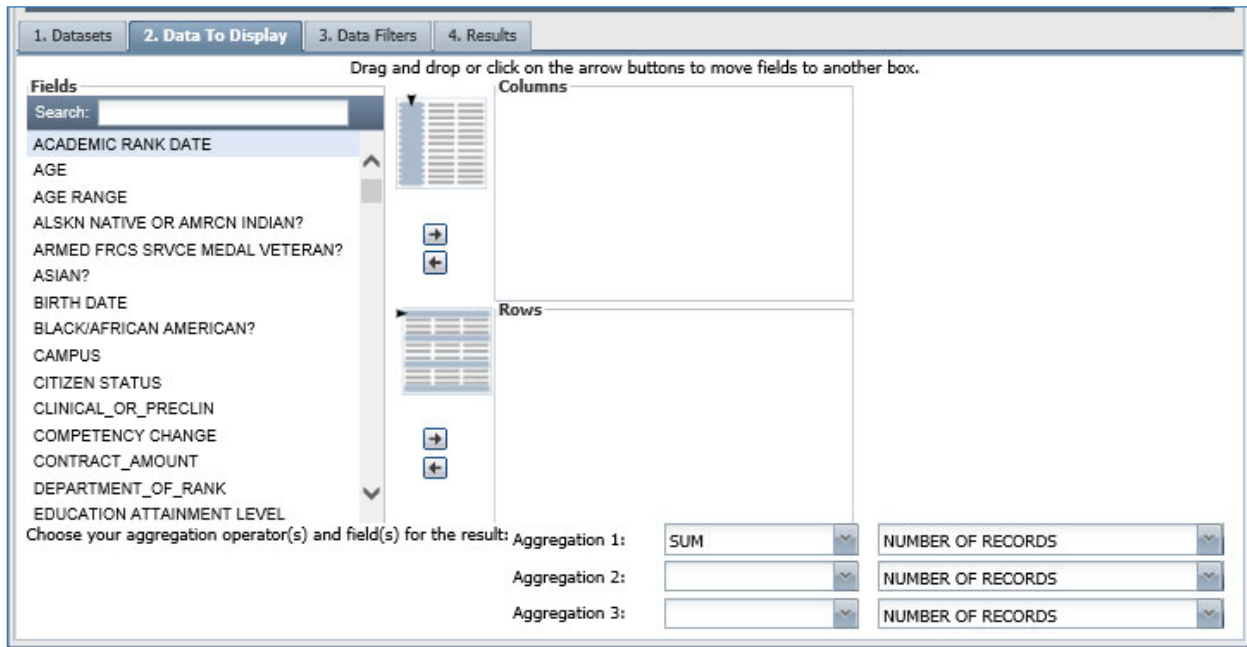 1. Datasets 2. Data To Display 3. Data Filters 4. Results
Drag and drop or click on the arrow buttons to move fields to another box.
Fields
Search:
ACADEMIC RANK DATE
AGE
AGE RANGE
ALSKN NATIVE OR AMRCN INDIAN?
ARMED FRCS SRVCE MEDAL VETERAN?
ASIAN?
BIRTH DATE
BLACK/AFRICAN AMERICAN?
CAMPUS
CITIZEN STATUS
CLINICAL_OR_PRECLIN
COMPETENCY CHANGE
CONTRACT_AMOUNT
DEPARTMENT_OF_RANK
EDUCATION ATTAINMENT LEVEL
Columns
Rows
Choose your aggregation operator(s) and field(s) for the result:
Aggregation 1: SUM NUMBER OF RECORDS
Aggregation 2: NUMBER OF RECORDS
Aggregation 3: NUMBER OF RECORDS